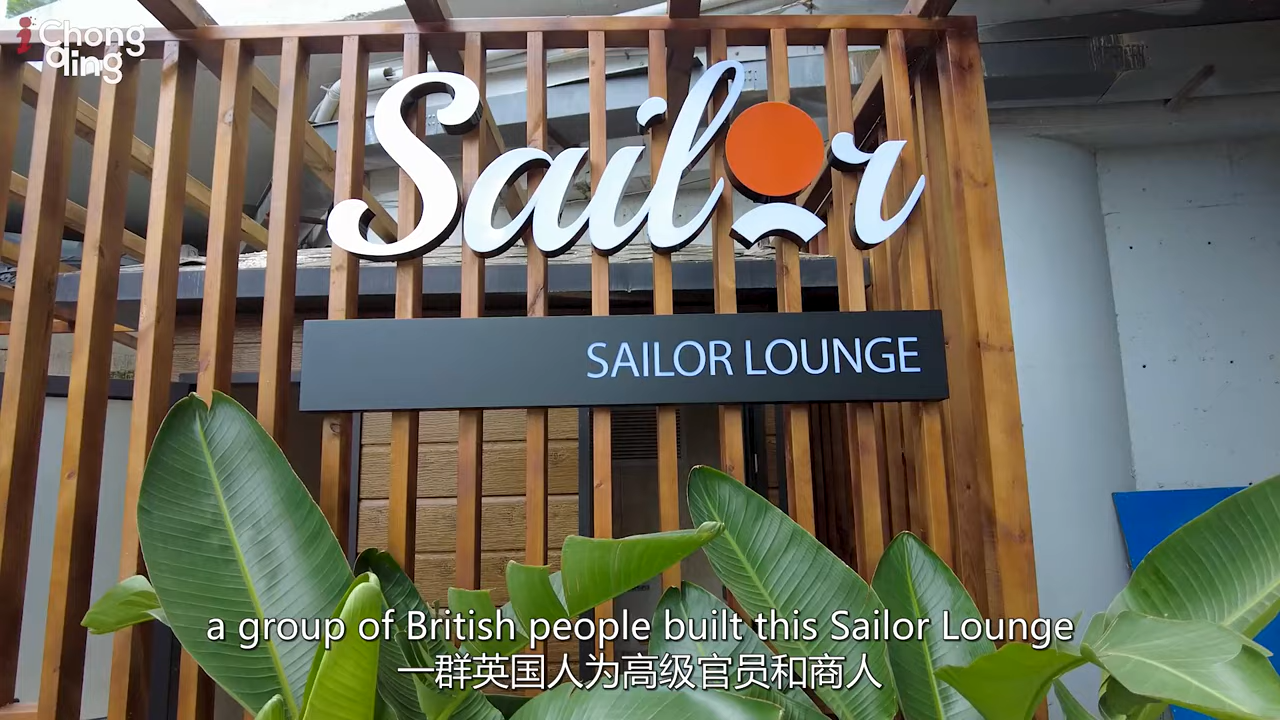 iChong
qing
Sailor
SAILOR LOUNGE
a group of British people built this Sailor Lounge
一群英国人为高级官员和商人